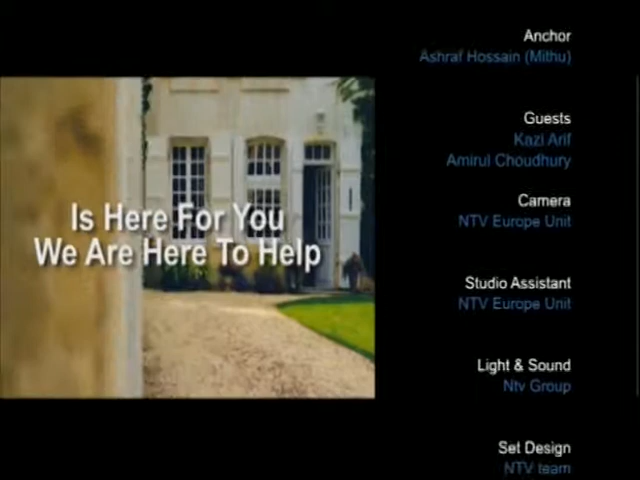 Is Here For You
We Are Here To Help
Anchor
Ashraf Hossain (Mithu)
Guests
Kazi Arif
Amirul Choudhury
Camera
NTV Europe Unit
Studio Assistant
NTV Europe Unit
Light & Sound
Ntv Group
Set Design
NTV team